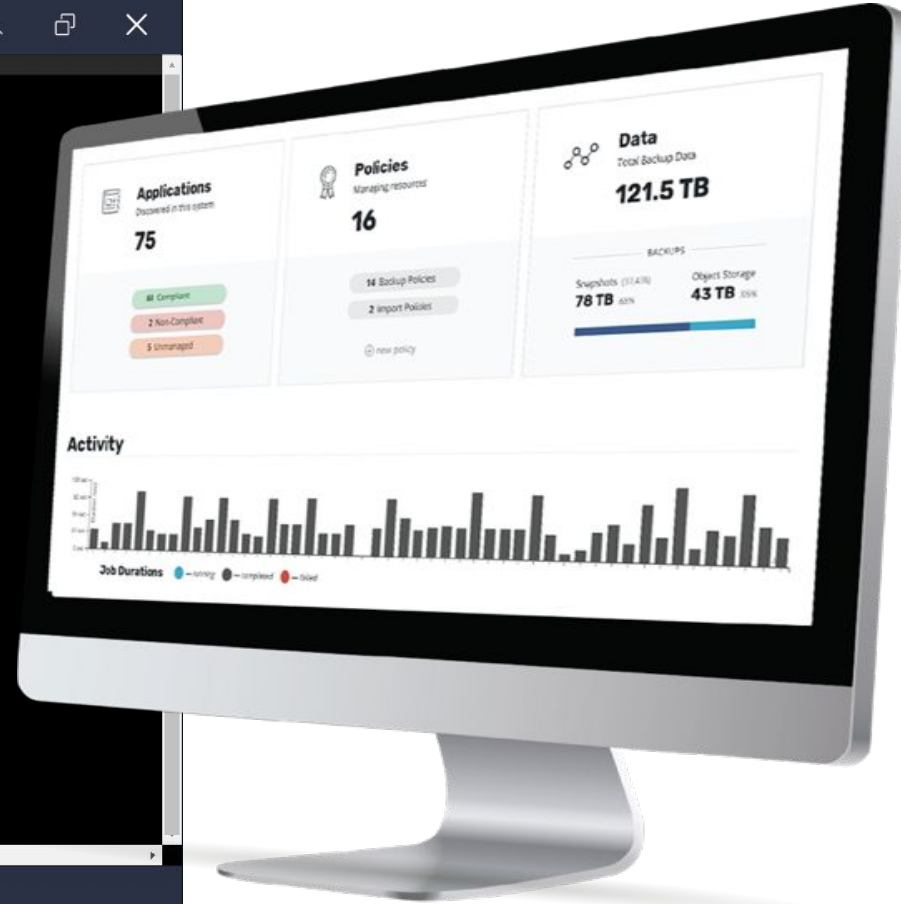 Applications
Discovered in this system
75
Compliant
2 Non-Compliant
5 Unmanaged
Policies
Managing resources
16
14 Backup Policies
2 Import Policies
new policy
Data
Total Backup Data
121.5 TB
BACKUPS
Snapshots
78 TB
Object Storage
43 TB
Activity
Job Durations
running
completed
failed